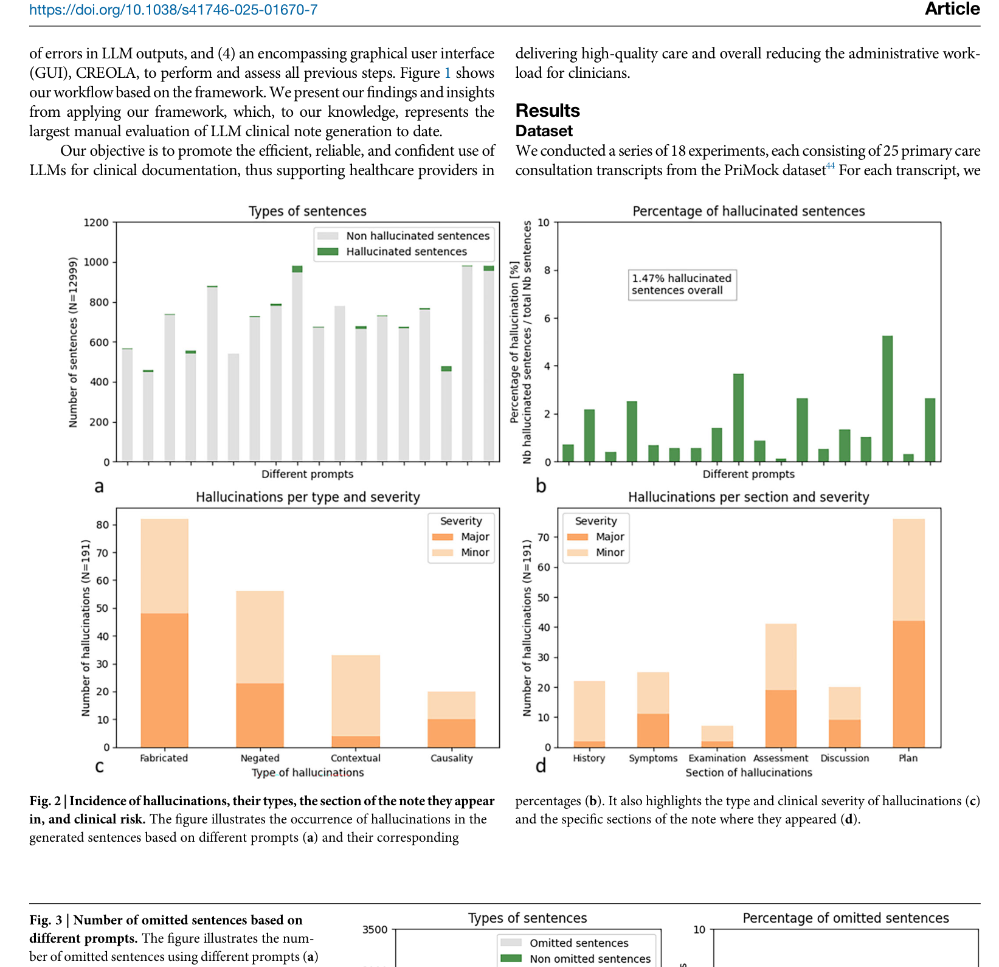 https://doi.org/10.1038/s41746-025-01670-7
Article
of errors in LLM outputs, and (4) an encompassing graphical user interface
(GUI), CREOLA, to perform and assess all previous steps. Figure 1 shows
our workflow based on the framework. We present our findings and insights
from applying our framework, which, to our knowledge, represents the
largest manual evaluation of LLM clinical note generation to date.
Our objective is to promote the efficient, reliable, and confident use of
LLMs for clinical documentation, thus supporting healthcare providers in
delivering high-quality care and overall reducing the administrative work-
load for clinicians.
Results
Dataset
We conducted a series of 18 experiments, each consisting of 25 primary care
consultation transcripts from the PriMock dataset44 For each transcript, we
Types of sentences
Number of sentences (N=12999)
1200
1000
800
600
400
200
0
Non hallucinated sentences
Hallucinated sentences
Different prompts
a
Percentage of hallucinated sentences
Percentage of hallucination [%]
Nb hallucinated sentences / total Nb sentences
10
8
6
4
2
0
1.47% hallucinated
sentences overall
Different prompts
b
Hallucinations per type and severity
Number of hallucinations (N=191)
80
70
60
50
40
30
20
10
0
Severity
Major
Minor
Fabricated
Negated
Contextual
Causality
Type of hallucinations
c
Hallucinations per section and severity
Number of hallucinations (N=191)
70
60
50
40
30
20
10
0
Severity
Major
Minor
History
Symptoms
Examination
Assessment
Discussion
Plan
Section of hallucinations
d
Fig. 2 | Incidence of hallucinations, their types, the section of the note they appear
in, and clinical risk. The figure illustrates the occurrence of hallucinations in the
generated sentences based on different prompts (a) and their corresponding
percentages (b). It also highlights the type and clinical severity of hallucinations (c)
and the specific sections of the note where they appeared (d).
Fig. 3 | Number of omitted sentences based on
different prompts. The figure illustrates the num-
ber of omitted sentences using different prompts (a)
Types of sentences
3500
Omitted sentences
Non omitted sentences
Percentage of omitted sentences
10